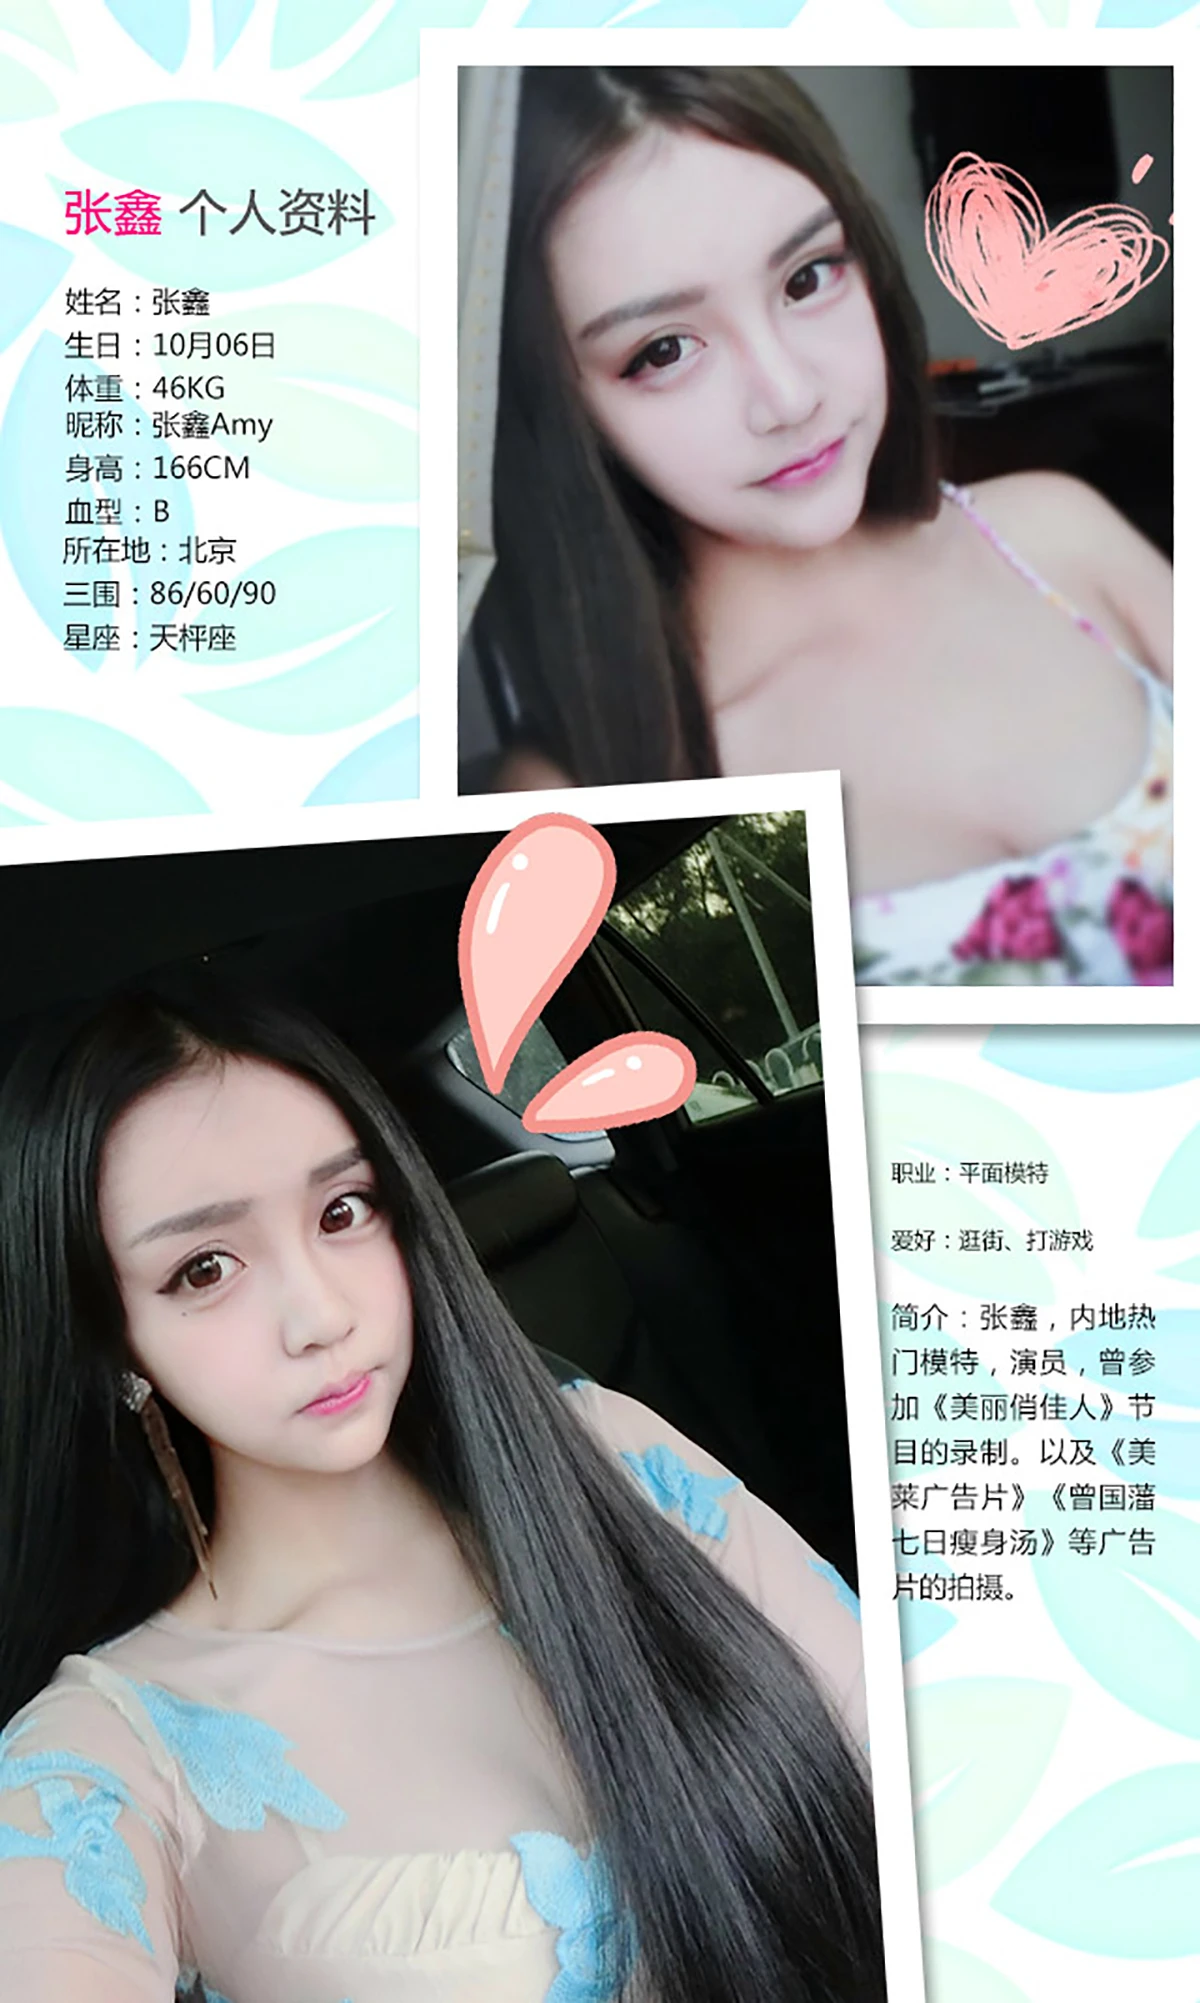 张鑫 个人资料
姓名：张鑫
生日：10月06日
体重：46KG
昵称：张鑫Amy
身高：166CM
血型：B
所在地：北京
三围：86/60/90
星座：天枰座
职业：平面模特
爱好：逛街、打游戏
简介：张鑫，内地热
门模特，演员，曾参
加《美丽俏佳人》节
目的录制。以及《美
莱广告片》《曾国藩
七日瘦身汤》等广告
片的拍摄。